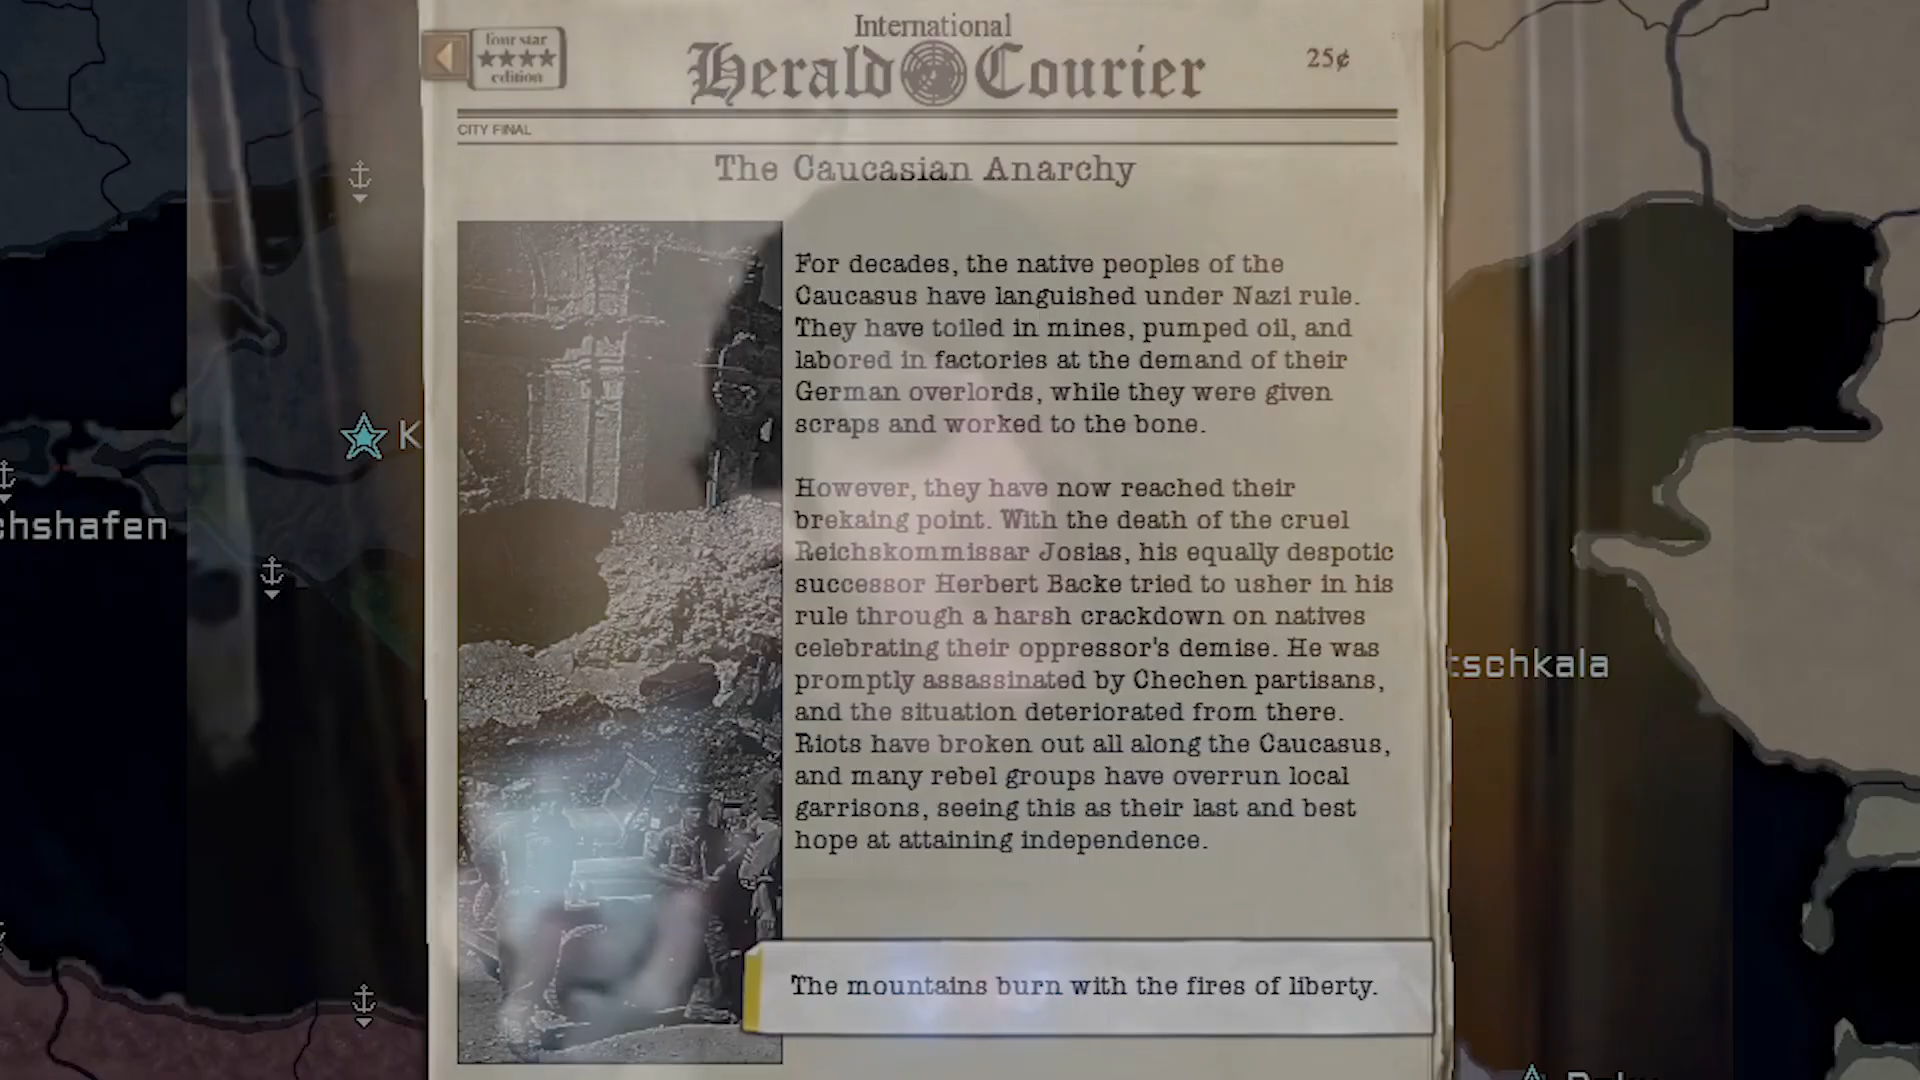 four star
edition
International
Herald Courier
25¢
CITY FINAL
The Caucasian Anarchy
For decades, the native peoples of the
Caucasus have languished under Nazi rule.
They have toiled in mines, pumped oil, and
labored in factories at the demand of their
German overlords, while they were given
scraps and worked to the bone.
However, they have now reached their
brekaing point. With the death of the cruel
Reichskommissar Josias, his equally despotic
successor Herbert Backe tried to usher in his
rule through a harsh crackdown on natives
celebrating their oppressor's demise. He was
promptly assassinated by Chechen partisans,
and the situation deteriorated from there.
Riots have broken out all along the Caucasus,
and many rebel groups have overrun local
garrisons, seeing this as their last and best
hope at attaining independence.
The mountains burn with the fires of liberty.
K
chshafen
tschkala